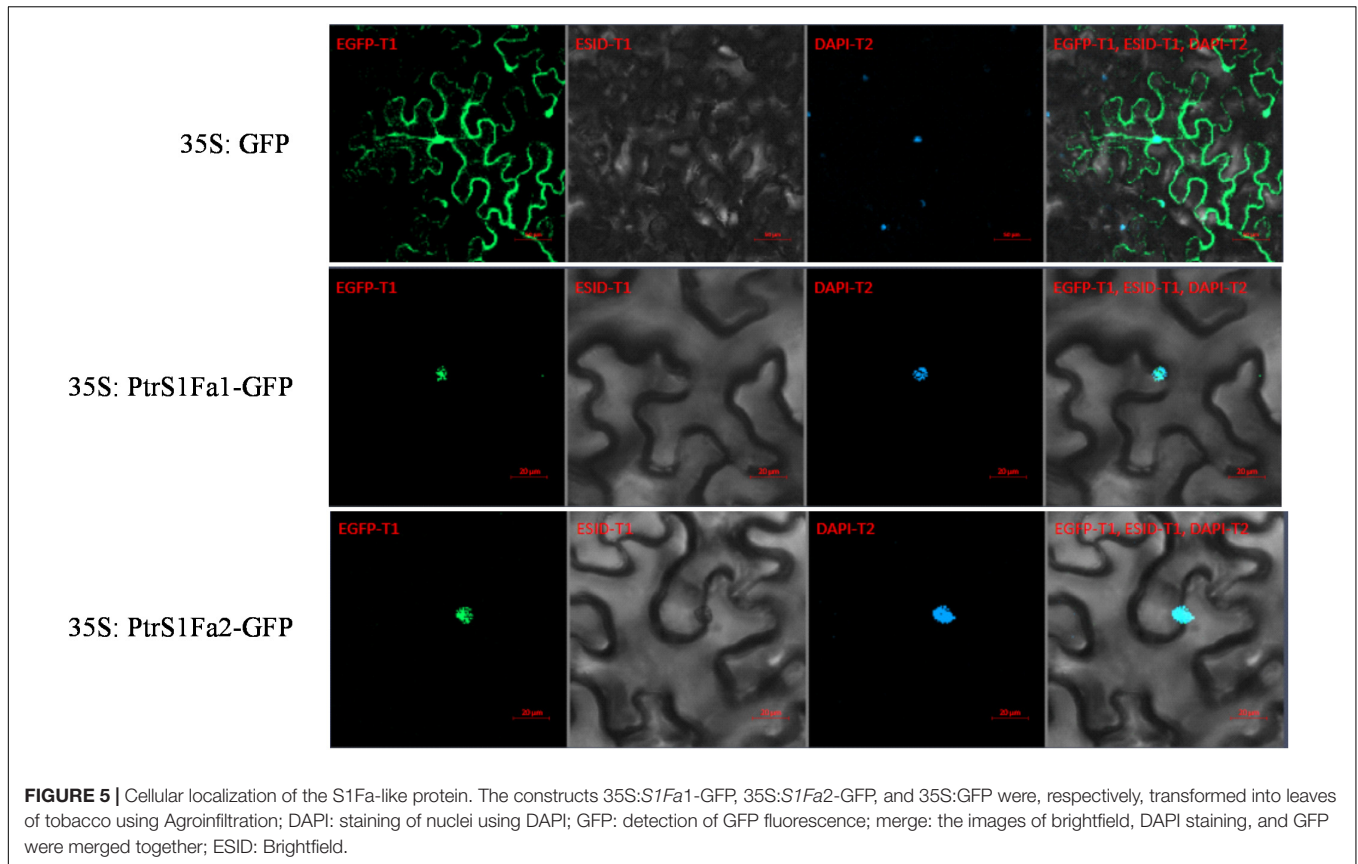 EGFP-T1 ESID-T1 DAPI-T2 EGFP-T1, ESID-T1, DAPI-T2
35S: GFP
50 µm
EGFP-T1 ESID-T1 DAPI-T2 EGFP-T1, ESID-T1, DAPI-T2
35S: PtrS1Fa1-GFP
20 µm 20 µm 20 µm 20 µm
EGFP-T1 ESID-T1 DAPI-T2 EGFP-T1, ESID-T1, DAPI-T2
35S: PtrS1Fa2-GFP
20 µm 20 µm 20 µm 20 µm
FIGURE 5 | Cellular localization of the S1Fa-like protein. The constructs 35S:S1Fa1-GFP, 35S:S1Fa2-GFP, and 35S:GFP were, respectively, transformed into leaves
of tobacco using Agroinfiltration; DAPI: staining of nuclei using DAPI; GFP: detection of GFP fluorescence; merge: the images of brightfield, DAPI staining, and GFP
were merged together; ESID: Brightfield.